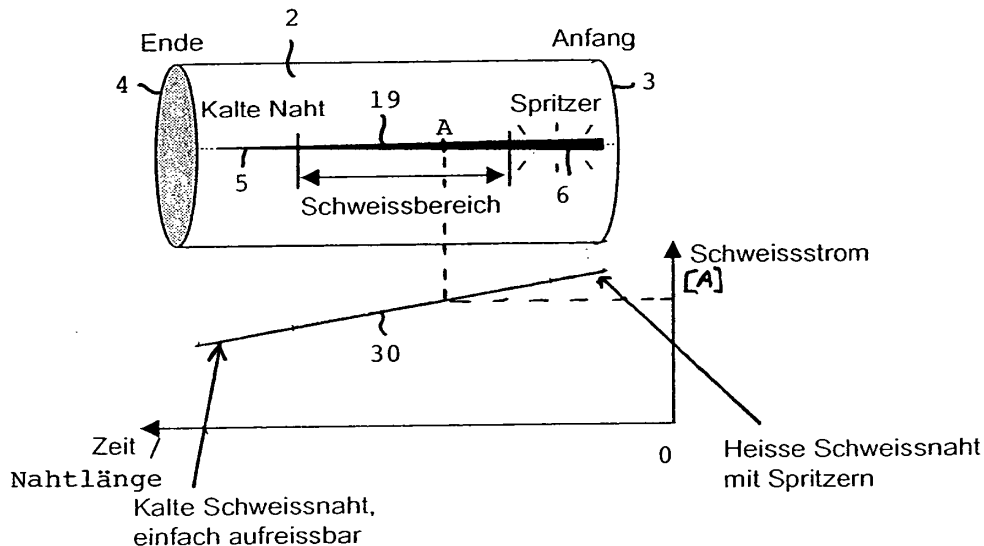 2
Ende
Anfang
4
3
Kalte Naht
19
A
Spritzer
5
6
Schweissbereich
Schweissstrom
[A]
30
Zeit /
Nahtlänge
0
Heisse Schweissnaht
mit Spritzern
Kalte Schweissnaht,
einfach aufreissbar